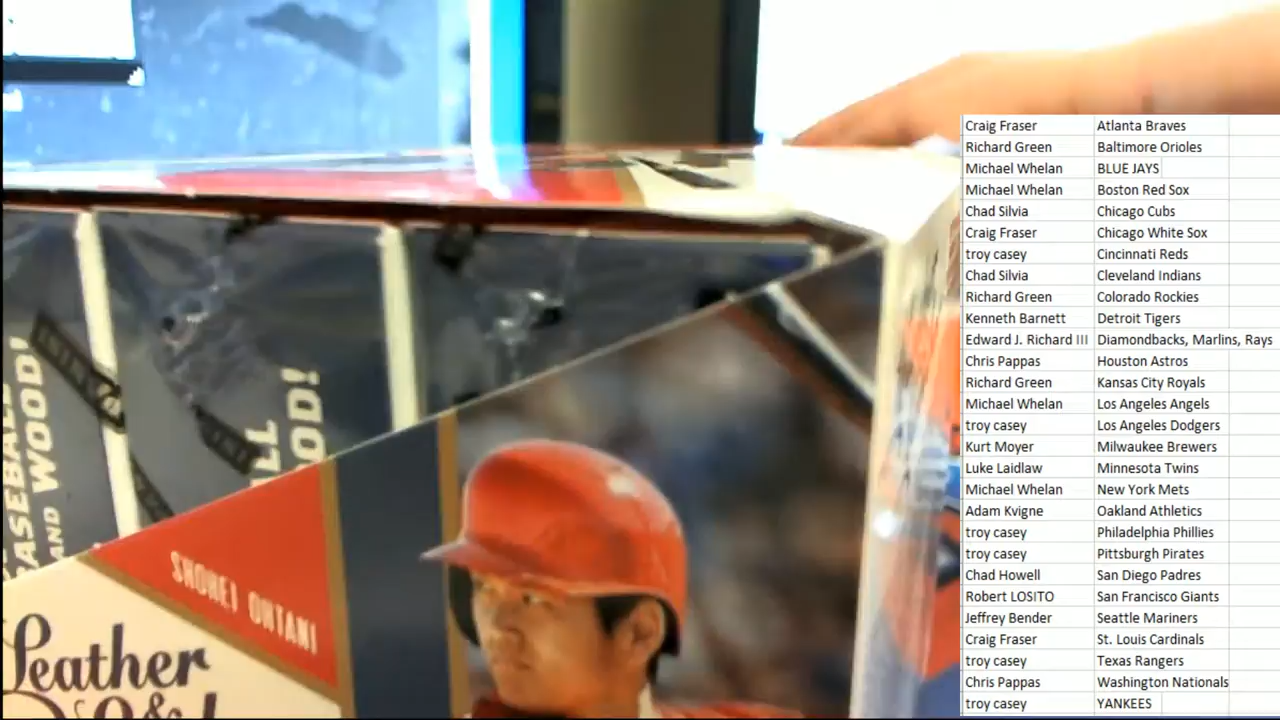 Craig Fraser Atlanta Braves
Richard Green Baltimore Orioles
Michael Whelan BLUE JAYS
Michael Whelan Boston Red Sox
Chad Silvia Chicago Cubs
Craig Fraser Chicago White Sox
troy casey Cincinnati Reds
Chad Silvia Cleveland Indians
Richard Green Colorado Rockies
Kenneth Barnett Detroit Tigers
Edward J. Richard III Diamondbacks, Marlins, Rays
Chris Pappas Houston Astros
Richard Green Kansas City Royals
Michael Whelan Los Angeles Angels
troy casey Los Angeles Dodgers
Kurt Moyer Milwaukee Brewers
Luke Laidlaw Minnesota Twins
Michael Whelan New York Mets
Adam Kvigne Oakland Athletics
troy casey Philadelphia Phillies
troy casey Pittsburgh Pirates
Chad Howell San Diego Padres
Robert LOSITO San Francisco Giants
Jeffrey Bender Seattle Mariners
Craig Fraser St. Louis Cardinals
troy casey Texas Rangers
Chris Pappas Washington Nationals
troy casey YANKEES
BASEBALL
AND WOOD!
SHOHEI OHTANI
Leather
&